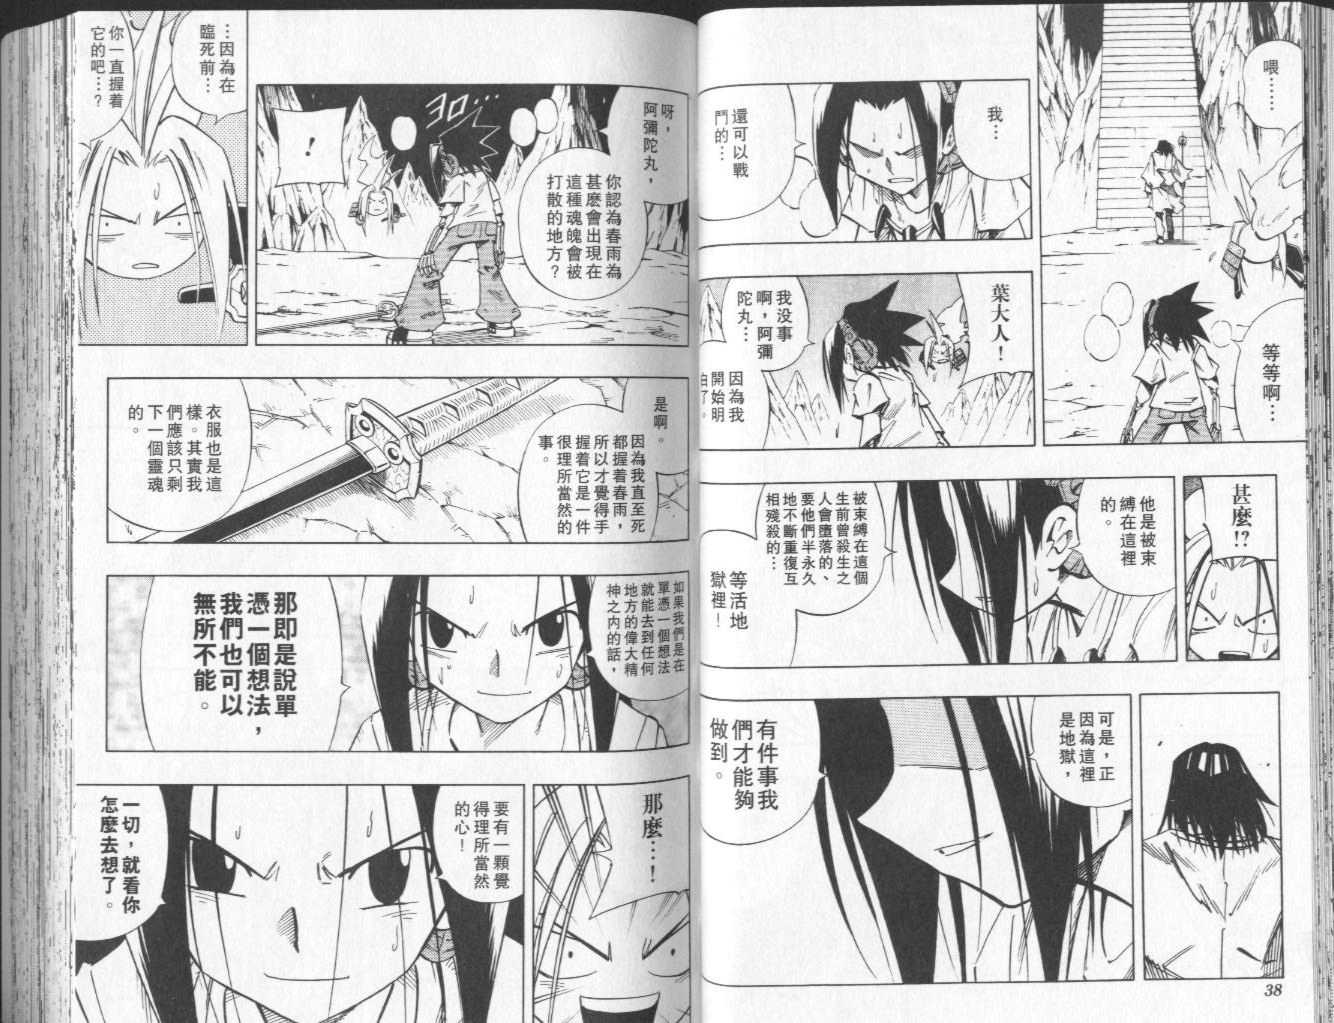 喂……
等等啊…
我…
還可以戰
鬥的…
葉大人！
我没事
啊，阿彌
陀丸…
因為我
開始明
白了。
甚麼!?
他是被束
縛在這裡
的。
被束縛在這個
生前曾殺生之
人會墮落的、
要他們半永久
地不斷重復互
相殘殺的…
等活地
獄裡！
可是，正
因為這裡
是地獄，
有件事我
們才能夠
做到。
38
呀，
阿彌陀丸，
你認為春雨為
甚麽會出現在
這種魂魄會被
打散的地方？
ヨロ…
！
…因為在
臨死前…
你一直握着
它的吧…？
是啊。
因為我直至死
都握着春雨，
所以才覺得手
握着它是一件
很理所當然的
事。
衣服也是這
樣。其實我
們應該只剩
下一個靈魂
的。
如果我們是在
單憑一個想法
就能去到任何
地方的偉大精
神之内的話，
那即是說單
憑一個想法，
我們也可以
無所不能。
那麼…！
要有一顆覺
得理所當然
的心！
一切，就看你
怎麼去想了。